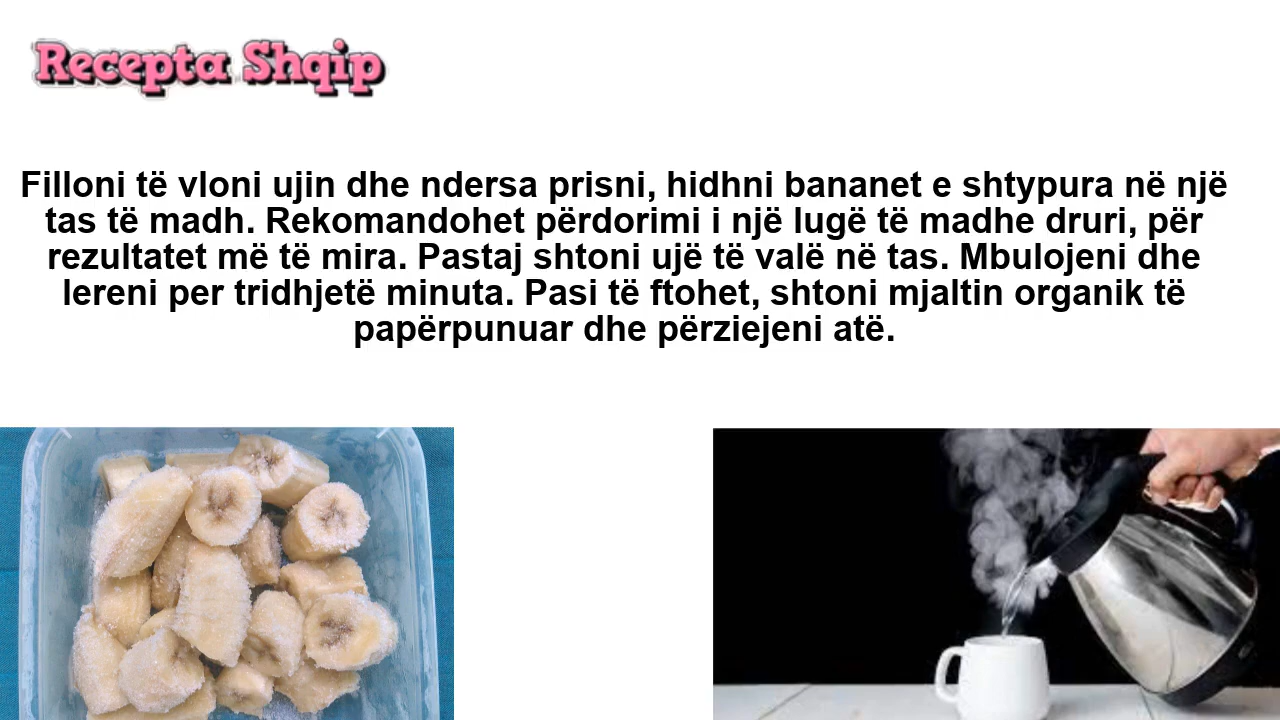 Recepta Shqip
Filloni të vloni ujin dhe ndersa prisni, hidhni bananet e shtypura në një
tas të madh. Rekomandohet përdorimi i një lugë të madhe druri, për
rezultatet më të mira. Pastaj shtoni ujë të valë në tas. Mbulojeni dhe
lereni per tridhjetë minuta. Pasi të ftohet, shtoni mjaltin organik të
papërpunuar dhe përziejeni atë.